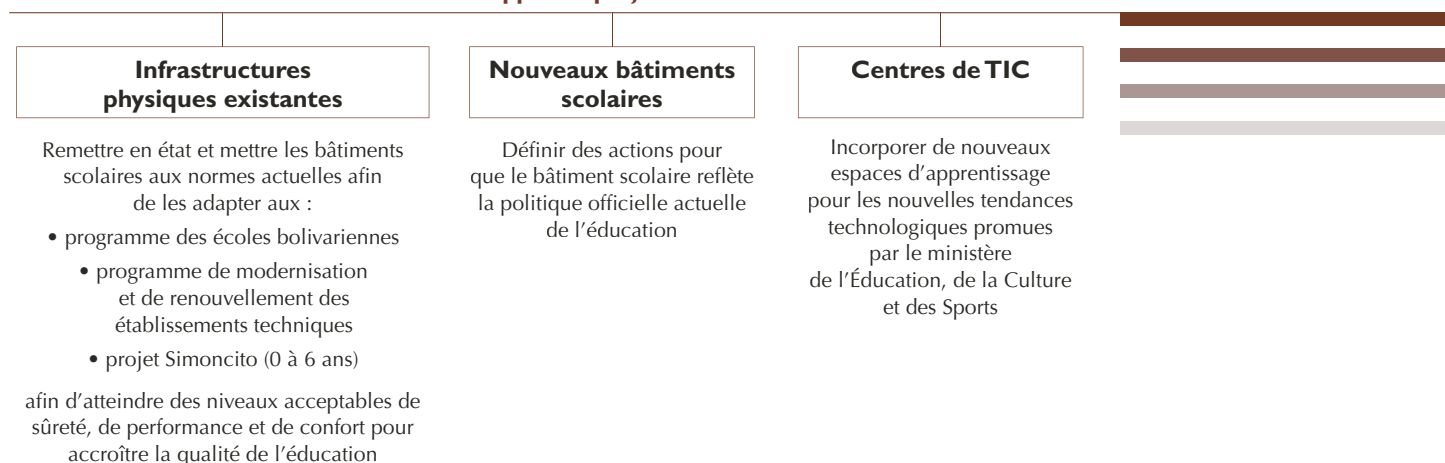 Infrastructures
physiques existantes
Remettre en état et mettre les bâtiments
scolaires aux normes actuelles afin
de les adapter aux :
• programme des écoles bolivariennes
• programme de modernisation
et de renouvellement des
établissements techniques
• projet Simoncito (0 à 6 ans)
afin d’atteindre des niveaux acceptables de
sûreté, de performance et de confort pour
accroître la qualité de l’éducation
Nouveaux bâtiments
scolaires
Définir des actions pour
que le bâtiment scolaire reflète
la politique officielle actuelle
de l’éducation
Centres de TIC
Incorporer de nouveaux
espaces d’apprentissage
pour les nouvelles tendances
technologiques promues
par le ministère
de l’Éducation, de la Culture
et des Sports